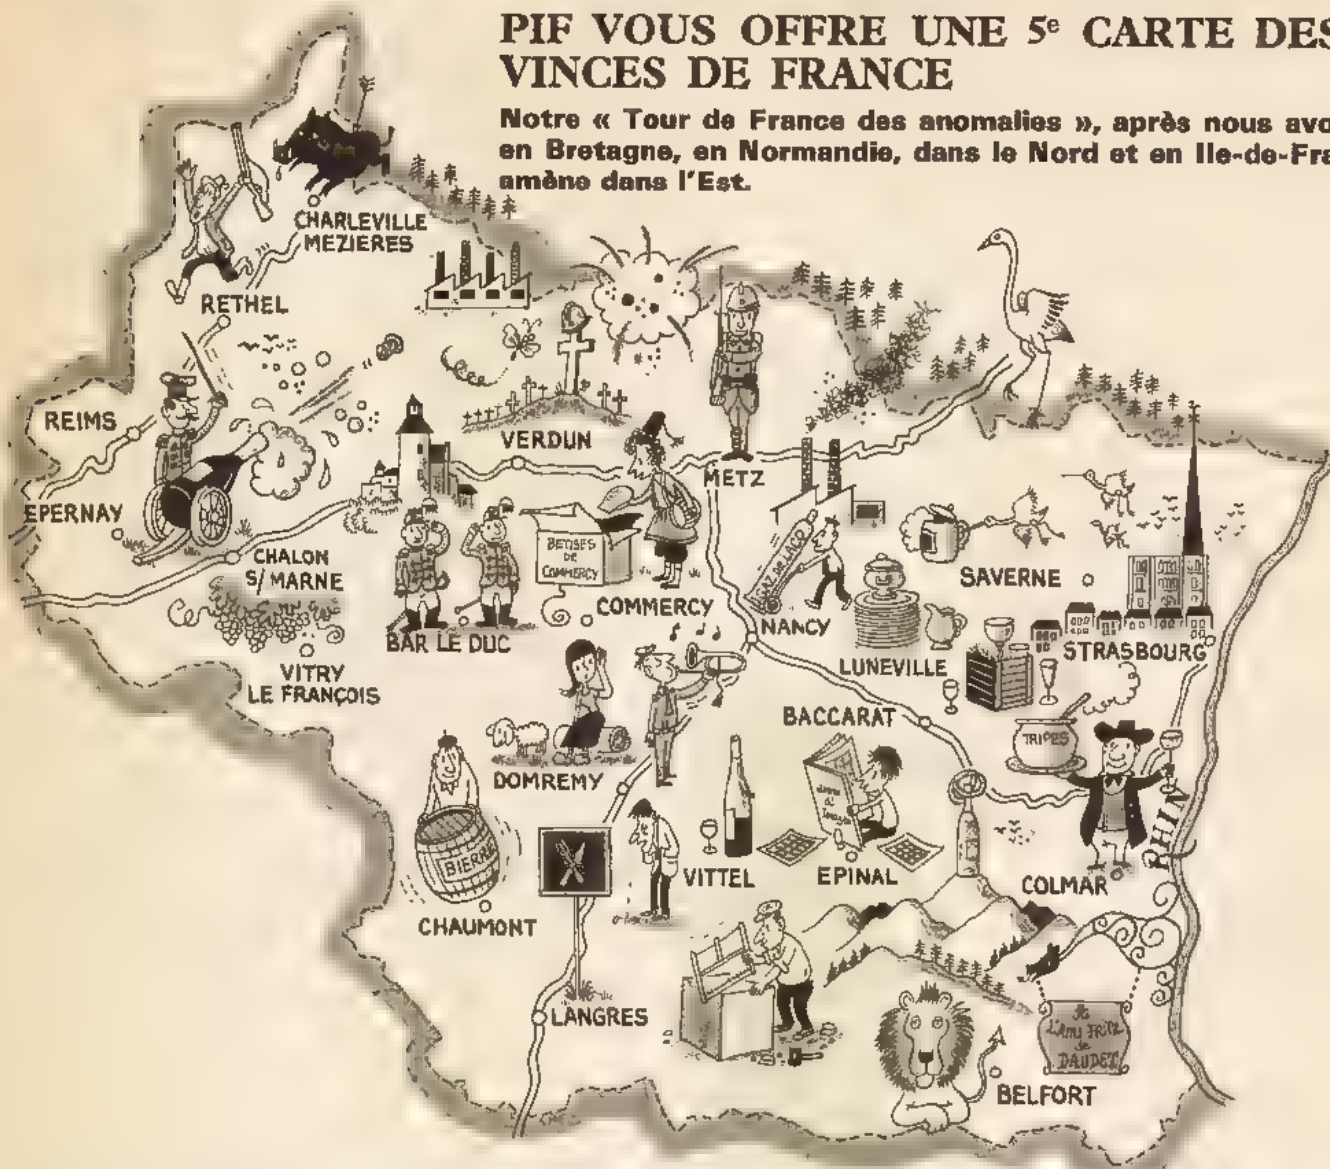 PIF VOUS OFFRE UNE 5e CARTE DES
VINCES DE FRANCE
Notre « Tour de France des anomalies », après nous avo
en Bretagne, en Normandie, dans le Nord et en Ile-de-Fra
amène dans l'Est.
CHARLEVILLE
MEZIERES
RETHEL
REIMS
VERDUN
METZ
EPERNAY
CHALON
S/ MARNE
BETISES
DE
COMMERCY
GAZ DE LACQ
SAVERNE
COMMERCY
NANCY
BAR LE DUC
STRASBOURG
LUNEVILLE
VITRY
LE FRANÇOIS
BACCARAT
TRIPES
DOMREMY
RHIN
BIERRE
VITTEL
EPINAL
COLMAR
CHAUMONT
LANGRES
A
L'AMI FRITZ
de
DAUDET
BELFORT